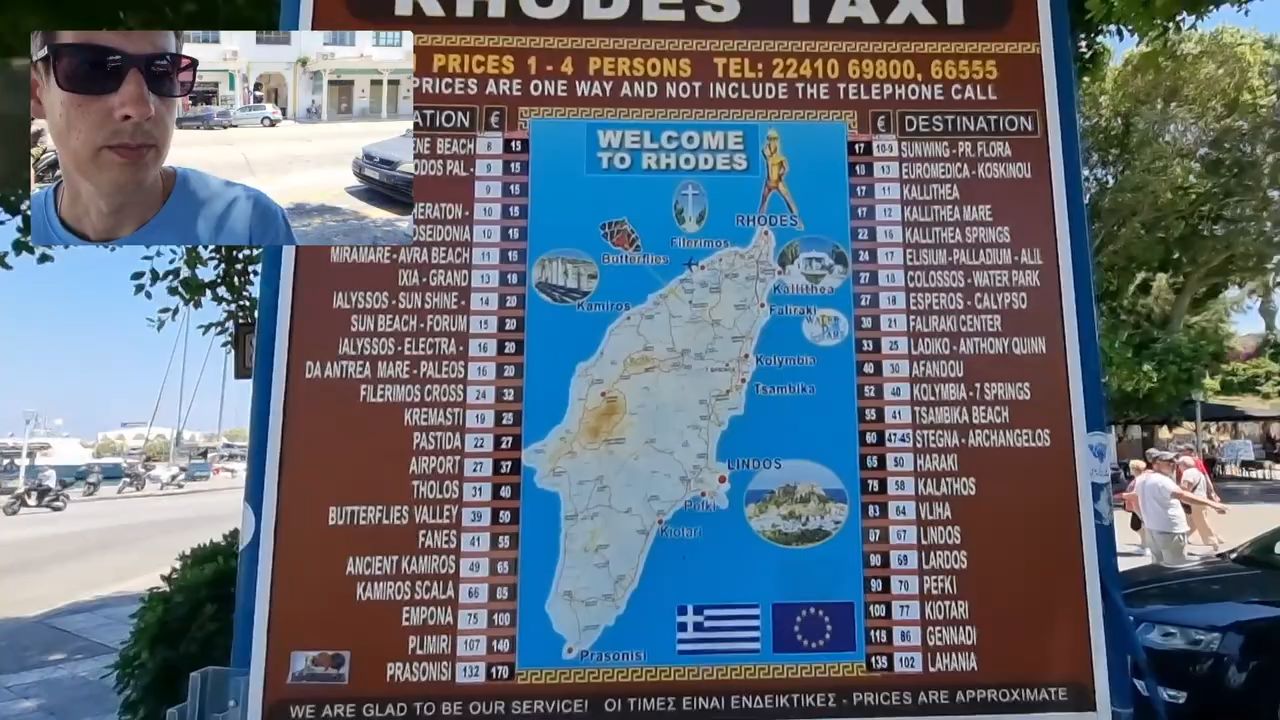 RHODES TAXI
PRICES 1 - 4 PERSONS TEL: 22410 69800, 66555
PRICES ARE ONE WAY AND NOT INCLUDE THE TELEPHONE CALL
€
NE BEACH 15
ODOS PAL - 9 15
9 15
HERATON - 10 15
OSEIDONIA 10
MIRAMARE - AVRA BEACH 11 15
IXIA - GRAND 13 18
IALYSSOS - SUN SHINE - 14 20
SUN BEACH - FORUM 15 20
IALYSSOS - ELECTRA - 16 20
DA ANTREA MARE - PALEOS 16 20
FILERIMOS CROSS 24 32
KREMASTI 19 25
PASTIDA 22 27
AIRPORT 27 37
THOLOS 31 40
BUTTERFLIES VALLEY 39 50
FANES 41 55
ANCIENT KAMIROS 49 65
KAMIROS SCALA 66 85
EMPONA 75 100
PLIMIRI 107 140
PRASONISI 132 170
WELCOME
TO RHODES
RHODES
Filerimos
Butterflies
Kamiros
Kallithea
Faliraki
WATER
PARK
Kolymbia
Tsambika
LINDOS
Pefki
Kiotari
Prasonisi
€ DESTINATION
17 10-9 SUNWING - PR. FLORA
18 13 EUROMEDICA - KOSKINOU
17 11 KALLITHEA
17 12 KALLITHEA MARE
22 16 KALLITHEA SPRINGS
24 17 ELISIUM - PALLADIUM - ALIL
27 18 COLOSSOS - WATER PARK
27 18 ESPEROS - CALYPSO
30 21 FALIRAKI CENTER
33 25 LADIKO - ANTHONY QUINN
40 30 AFANDOU
52 40 KOLYMBIA - 7 SPRINGS
55 41 TSAMBIKA BEACH
60 47-45 STEGNA - ARCHANGELOS
65 50 HARAKI
75 58 KALATHOS
83 64 VLIHA
87 67 LINDOS
90 69 LARDOS
90 70 PEFKI
100 77 KIOTARI
115 86 GENNADI
135 102 LAHANIA
WE ARE GLAD TO BE OUR SERVICE! ΟΙ ΤΙΜΕΣ ΕΙΝΑΙ ΕΝΔΕΙΚΤΙΚΕΣ - PRICES ARE APPROXIMATE